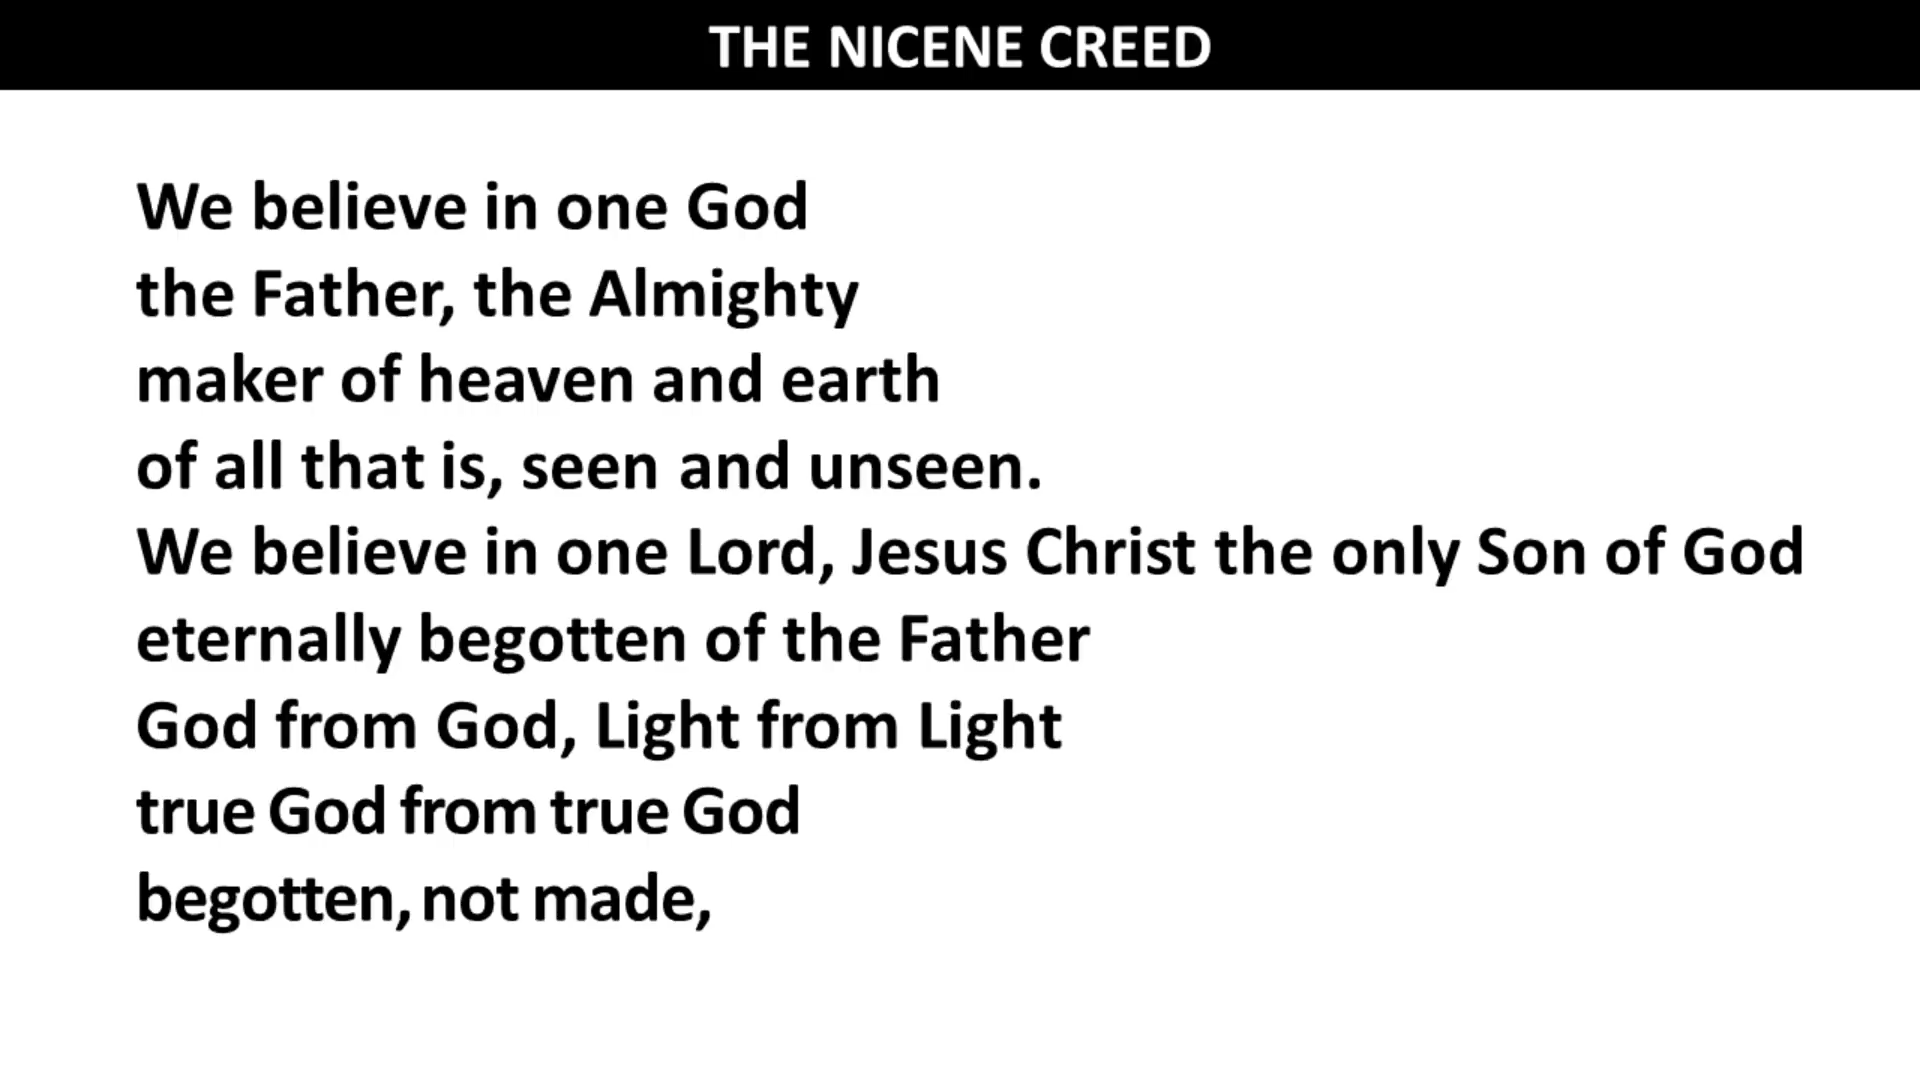 THE NICENE CREED
We believe in one God
the Father, the Almighty
maker of heaven and earth
of all that is, seen and unseen.
We believe in one Lord, Jesus Christ the only Son of God
eternally begotten of the Father
God from God, Light from Light
true God from true God
begotten, not made,